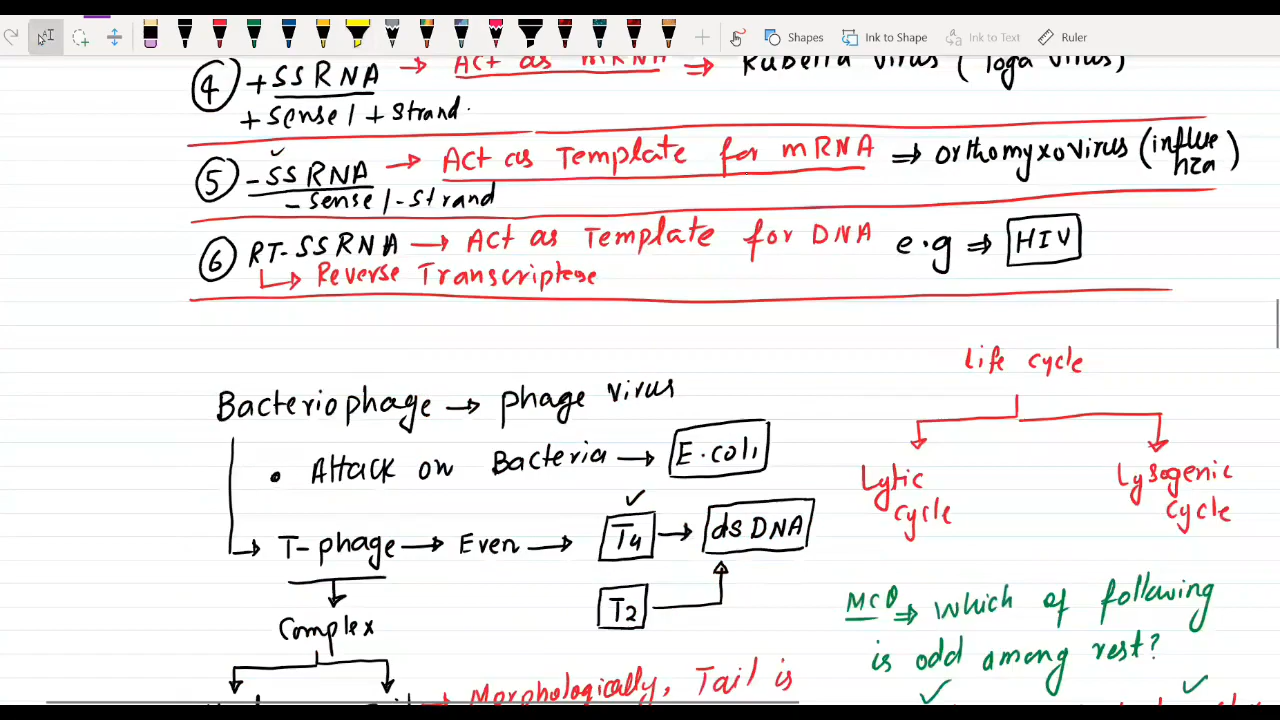 Shapes
Ink to Shape
Ink to Text
Ruler
④ +SSRNA → Act as mRNA ⇒ Rubella virus (Toga virus)
+ sense / + strand.
⑤ -SSRNA → Act as Template for mRNA ⇒ Orthomyxovirus (influe
nza)
- sense / - strand
⑥ RT-SSRNA → Act as Template for DNA e.g ⇒ HIV
↳ Reverse Transcriptase
Life cycle
Lytic cycle
Lysogenic cycle
Bacteriophage → phage virus
• Attack on Bacteria → E.coli
T-phage → Even → T4 → dsDNA
T2
Complex
MCQ ⇒ which of following
is odd among rest?
→ Morphologically, Tail is